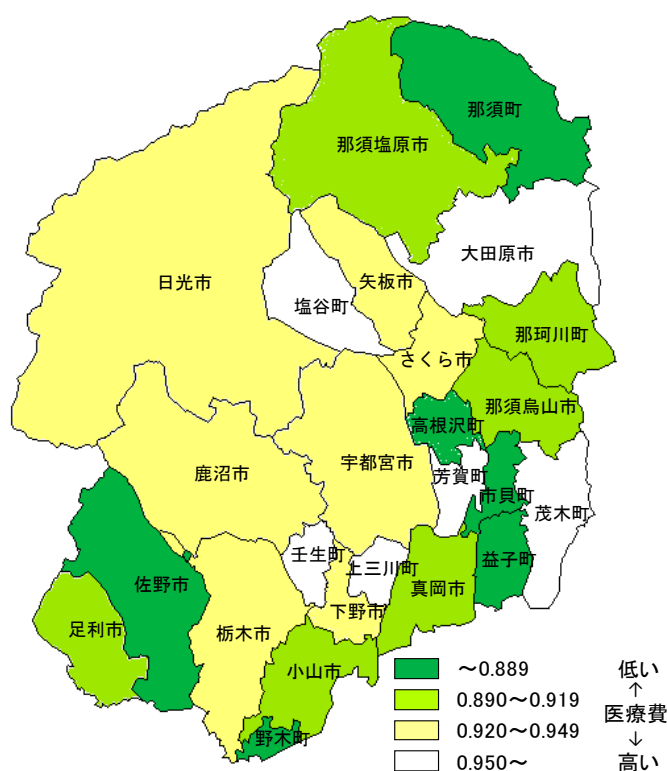 那須町
那須塩原市
大田原市
日光市
矢板市
塩谷町
那珂川町
さくら市
那須烏山市
高根沢町
鹿沼市
宇都宮市
芳賀町
市貝町
茂木町
壬生町
上三川町
益子町
佐野市
真岡市
下野市
足利市
栃木市
小山市
野木町
～0.889
0.890～0.919
0.920～0.949
0.950～
低い
↑
医療費
↓
高い